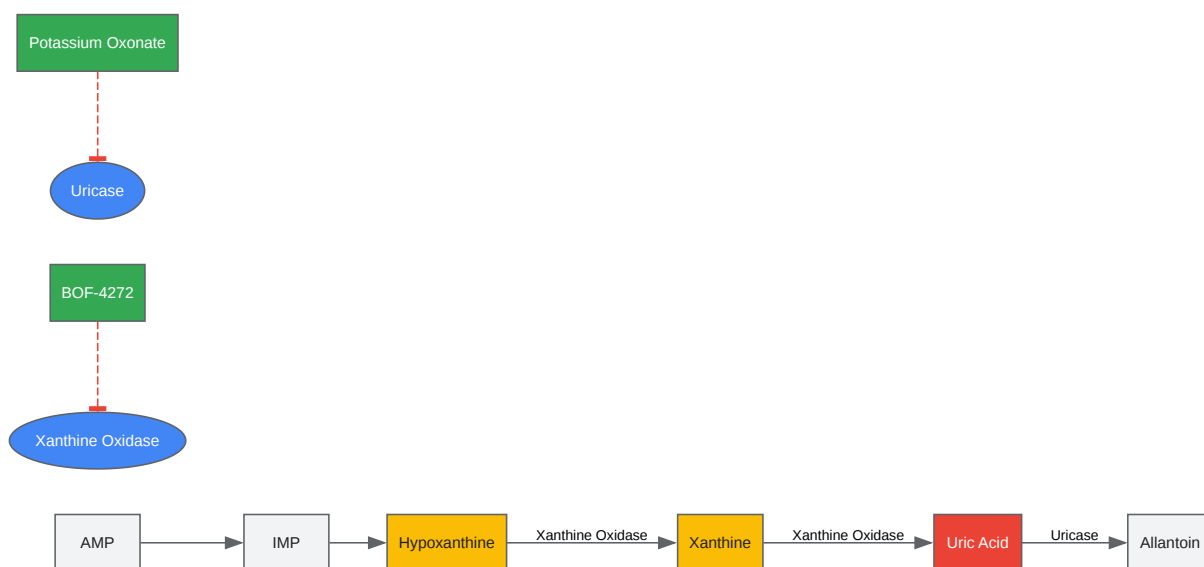 Potassium Oxonate
Uricase
BOF-4272
Xanthine Oxidase
AMP
IMP
Hypoxanthine
Xanthine Oxidase
Xanthine
Xanthine Oxidase
Uric Acid
Uricase
Allantoin